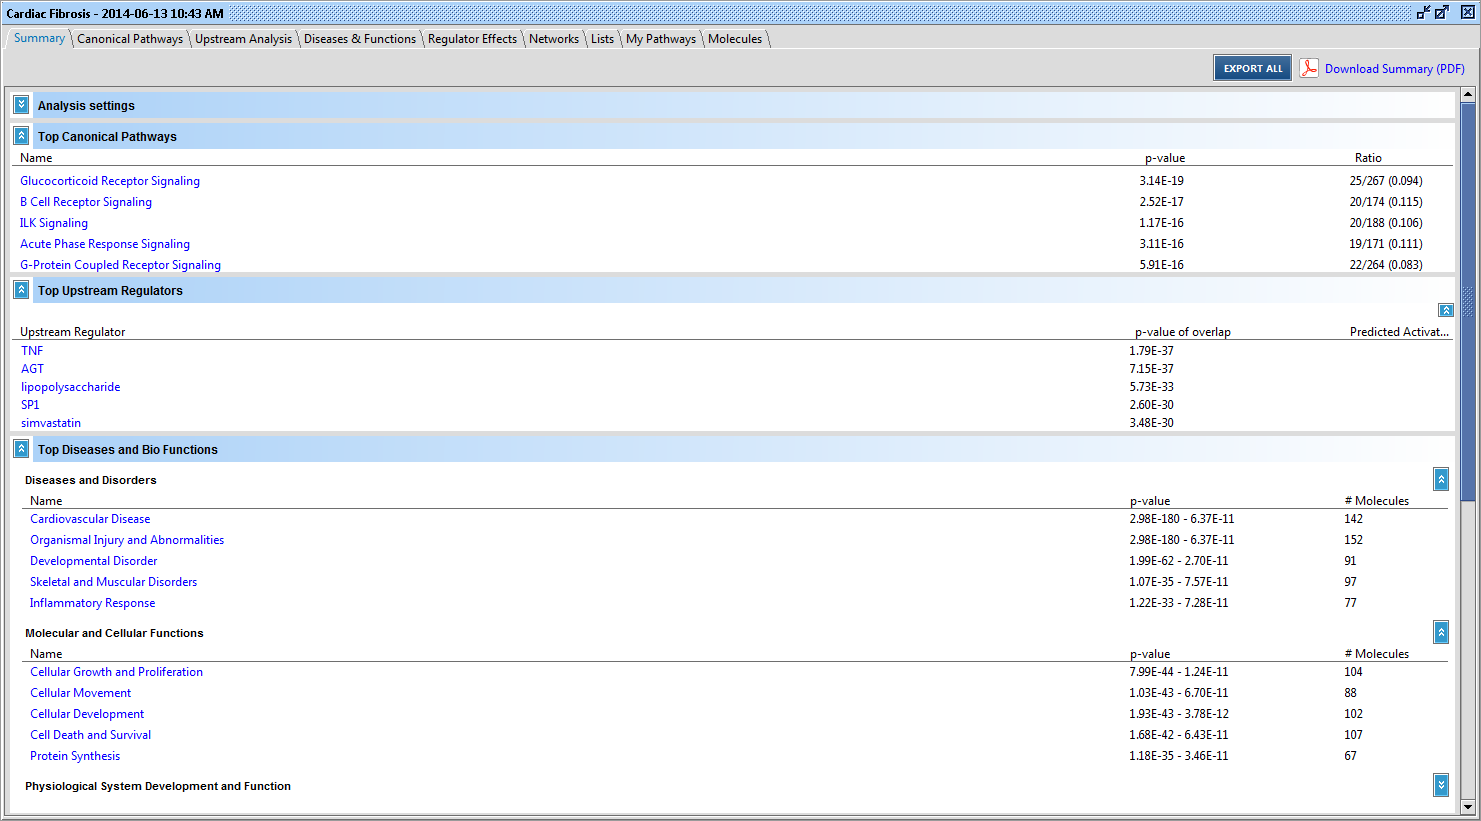 Cardiac Fibrosis - 2014-06-13 10:43 AM
Summary Canonical Pathways Upstream Analysis Diseases & Functions Regulator Effects Networks Lists My Pathways Molecules
EXPORT ALL Download Summary (PDF)
Analysis settings
Top Canonical Pathways
Name p-value Ratio
Glucocorticoid Receptor Signaling 3.14E-19 25/267 (0.094)
B Cell Receptor Signaling 2.52E-17 20/174 (0.115)
ILK Signaling 1.17E-16 20/188 (0.106)
Acute Phase Response Signaling 3.11E-16 19/171 (0.111)
G-Protein Coupled Receptor Signaling 5.91E-16 22/264 (0.083)
Top Upstream Regulators
Upstream Regulator p-value of overlap Predicted Activat...
TNF 1.79E-37
AGT 7.15E-37
lipopolysaccharide 5.73E-33
SP1 2.60E-30
simvastatin 3.48E-30
Top Diseases and Bio Functions
Diseases and Disorders
Name p-value # Molecules
Cardiovascular Disease 2.98E-180 - 6.37E-11 142
Organismal Injury and Abnormalities 2.98E-180 - 6.37E-11 152
Developmental Disorder 1.99E-62 - 2.70E-11 91
Skeletal and Muscular Disorders 1.07E-35 - 7.57E-11 97
Inflammatory Response 1.22E-33 - 7.28E-11 77
Molecular and Cellular Functions
Name p-value # Molecules
Cellular Growth and Proliferation 7.99E-44 - 1.24E-11 104
Cellular Movement 1.03E-43 - 6.70E-11 88
Cellular Development 1.93E-43 - 3.78E-12 102
Cell Death and Survival 1.68E-42 - 6.43E-11 107
Protein Synthesis 1.18E-35 - 3.46E-11 67
Physiological System Development and Function